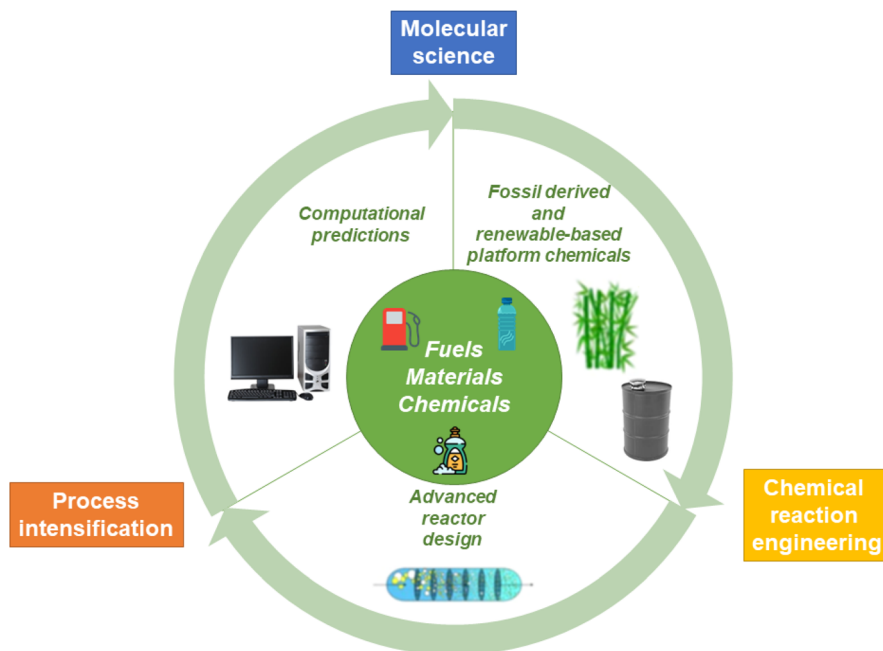 Molecular
science
Computational
predictions
Fossil derived
and
renewable-based
platform chemicals
Fuels
Materials
Chemicals
Process
intensification
Advanced
reactor
design
Chemical
reaction
engineering